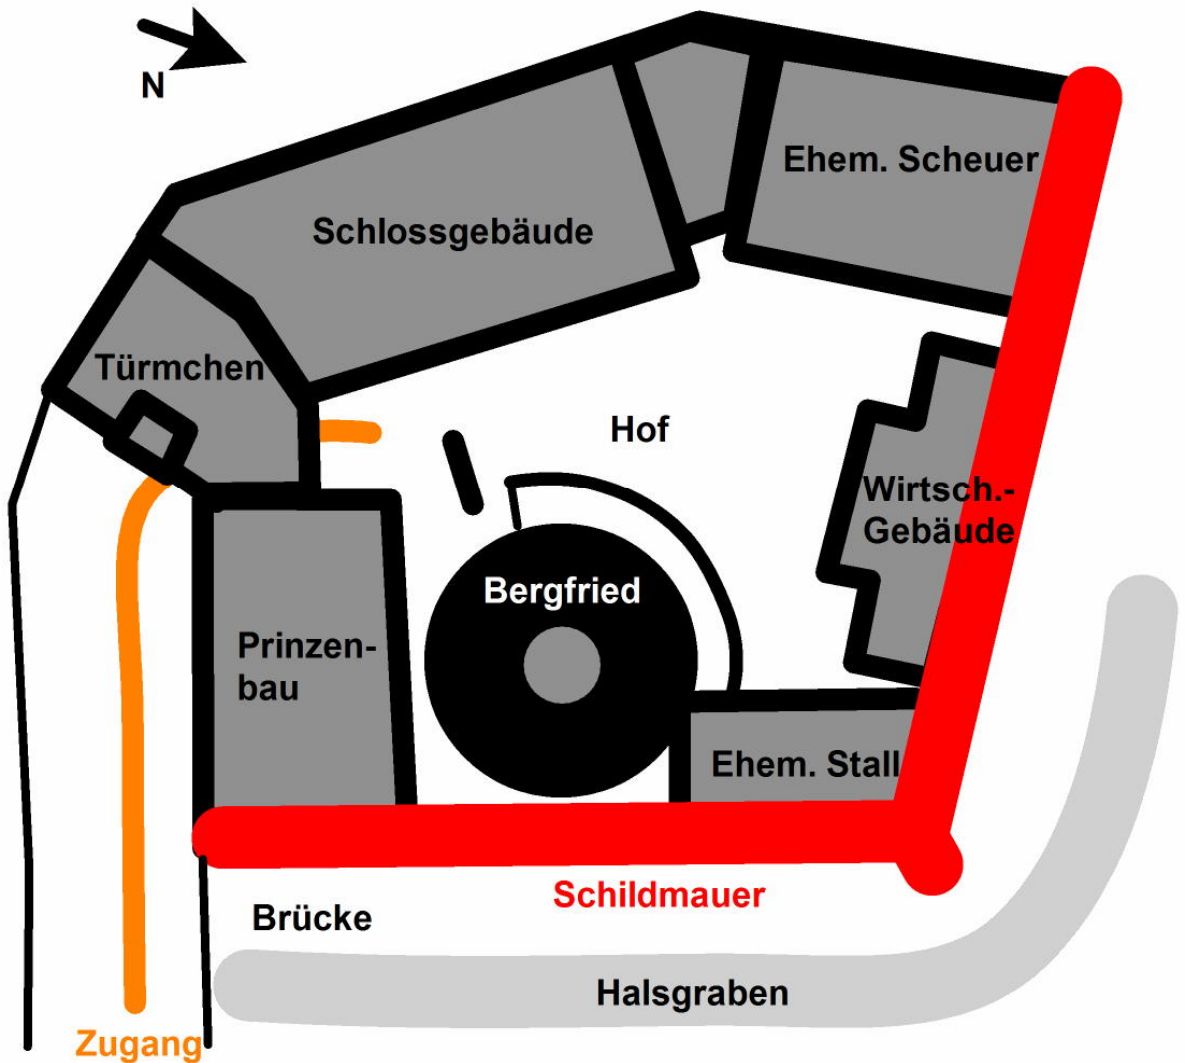 N
Ehem. Scheuer
Schlossgebäude
Türmchen
Hof
Wirtsch.-
Gebäude
Bergfried
Prinzen-
bau
Ehem. Stall
Schildmauer
Brücke
Halsgraben
Zugang